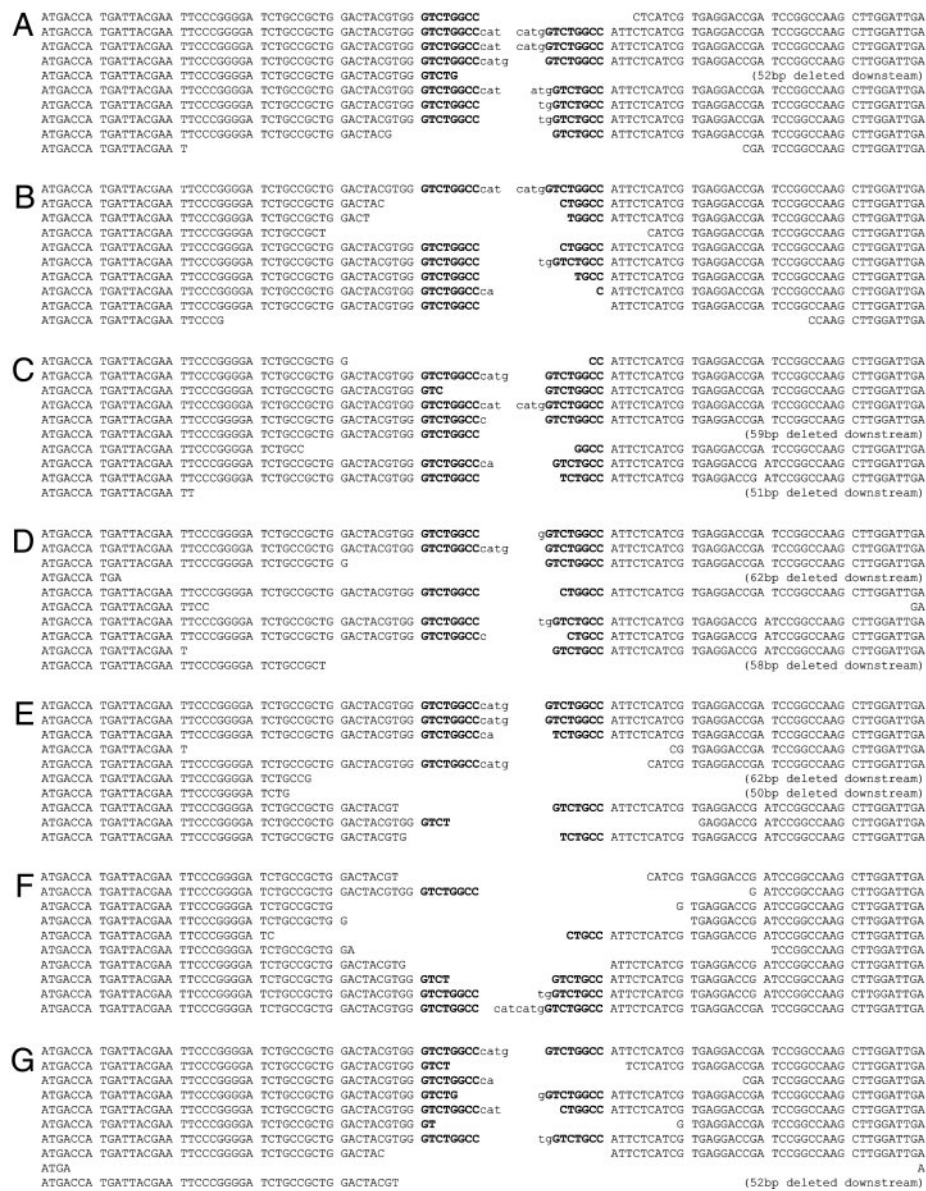 A ATGACCA TGATTACGAA TTCCCGGGGA TCTGCCGCTG GACTACGTGG GTCTGGCC CTCATCG TGAGGACCGA TCCGGCCAAG CTTGGATTGA
ATGACCA TGATTACGAA TTCCCGGGGA TCTGCCGCTG GACTACGTGG GTCTGGCCcat catgGTCTGGCC ATTCTCATCG TGAGGACCGA TCCGGCCAAG CTTGGATTGA
ATGACCA TGATTACGAA TTCCCGGGGA TCTGCCGCTG GACTACGTGG GTCTGGCCcat catgGTCTGGCC ATTCTCATCG TGAGGACCGA TCCGGCCAAG CTTGGATTGA
ATGACCA TGATTACGAA TTCCCGGGGA TCTGCCGCTG GACTACGTGG GTCTGGCCcatg GTCTGGCC ATTCTCATCG TGAGGACCGA TCCGGCCAAG CTTGGATTGA
ATGACCA TGATTACGAA TTCCCGGGGA TCTGCCGCTG GACTACGTGG GTCTG (52bp deleted downsteam)
ATGACCA TGATTACGAA TTCCCGGGGA TCTGCCGCTG GACTACGTGG GTCTGGCCcat atgGTCTGCC ATTCTCATCG TGAGGACCGA TCCGGCCAAG CTTGGATTGA
ATGACCA TGATTACGAA TTCCCGGGGA TCTGCCGCTG GACTACGTGG GTCTGGCC tgGTCTGCC ATTCTCATCG TGAGGACCGA TCCGGCCAAG CTTGGATTGA
ATGACCA TGATTACGAA TTCCCGGGGA TCTGCCGCTG GACTACGTGG GTCTGGCC tgGTCTGCC ATTCTCATCG TGAGGACCGA TCCGGCCAAG CTTGGATTGA
ATGACCA TGATTACGAA TTCCCGGGGA TCTGCCGCTG GACTACG GTCTGCC ATTCTCATCG TGAGGACCGA TCCGGCCAAG CTTGGATTGA
ATGACCA TGATTACGAA T CGA TCCGGCCAAG CTTGGATTGA
B ATGACCA TGATTACGAA TTCCCGGGGA TCTGCCGCTG GACTACGTGG GTCTGGCCcat catgGTCTGGCC ATTCTCATCG TGAGGACCGA TCCGGCCAAG CTTGGATTGA
ATGACCA TGATTACGAA TTCCCGGGGA TCTGCCGCTG GACTAC CTGGCC ATTCTCATCG TGAGGACCGA TCCGGCCAAG CTTGGATTGA
ATGACCA TGATTACGAA TTCCCGGGGA TCTGCCGCTG GACT TGGCC ATTCTCATCG TGAGGACCGA TCCGGCCAAG CTTGGATTGA
ATGACCA TGATTACGAA TTCCCGGGGA TCTGCCGCT CATCG TGAGGACCGA TCCGGCCAAG CTTGGATTGA
ATGACCA TGATTACGAA TTCCCGGGGA TCTGCCGCTG GACTACGTGG GTCTGGCC CTGGCC ATTCTCATCG TGAGGACCGA TCCGGCCAAG CTTGGATTGA
ATGACCA TGATTACGAA TTCCCGGGGA TCTGCCGCTG GACTACGTGG GTCTGGCC tgGTCTGCC ATTCTCATCG TGAGGACCGA TCCGGCCAAG CTTGGATTGA
ATGACCA TGATTACGAA TTCCCGGGGA TCTGCCGCTG GACTACGTGG GTCTGGCC TGCC ATTCTCATCG TGAGGACCGA TCCGGCCAAG CTTGGATTGA
ATGACCA TGATTACGAA TTCCCGGGGA TCTGCCGCTG GACTACGTGG GTCTGGCCca C ATTCTCATCG TGAGGACCGA TCCGGCCAAG CTTGGATTGA
ATGACCA TGATTACGAA TTCCCGGGGA TCTGCCGCTG GACTACGTGG GTCTGGCC ATTCTCATCG TGAGGACCGA TCCGGCCAAG CTTGGATTGA
ATGACCA TGATTACGAA TTCCCG CCAAG CTTGGATTGA
C ATGACCA TGATTACGAA TTCCCGGGGA TCTGCCGCTG G CC ATTCTCATCG TGAGGACCGA TCCGGCCAAG CTTGGATTGA
ATGACCA TGATTACGAA TTCCCGGGGA TCTGCCGCTG GACTACGTGG GTCTGGCCcatg GTCTGGCC ATTCTCATCG TGAGGACCGA TCCGGCCAAG CTTGGATTGA
ATGACCA TGATTACGAA TTCCCGGGGA TCTGCCGCTG GACTACGTGG GTC GTCTGGCC ATTCTCATCG TGAGGACCGA TCCGGCCAAG CTTGGATTGA
ATGACCA TGATTACGAA TTCCCGGGGA TCTGCCGCTG GACTACGTGG GTCTGGCCcat catgGTCTGGCC ATTCTCATCG TGAGGACCGA TCCGGCCAAG CTTGGATTGA
ATGACCA TGATTACGAA TTCCCGGGGA TCTGCCGCTG GACTACGTGG GTCTGGCCc GTCTGGCC ATTCTCATCG TGAGGACCGA TCCGGCCAAG CTTGGATTGA
ATGACCA TGATTACGAA TTCCCGGGGA TCTGCCGCTG GACTACGTGG GTCTGGCC (59bp deleted downstream)
ATGACCA TGATTACGAA TTCCCGGGGA TCTGCC GGCC ATTCTCATCG TGAGGACCGA TCCGGCCAAG CTTGGATTGA
ATGACCA TGATTACGAA TTCCCGGGGA TCTGCCGCTG GACTACGTGG GTCTGGCCca GTCTGCC ATTCTCATCG TGAGGACCG ATCCGGCCAAG CTTGGATTGA
ATGACCA TGATTACGAA TTCCCGGGGA TCTGCCGCTG GACTACGTGG GTCTGGCC TCTGCC ATTCTCATCG TGAGGACCG ATCCGGCCAAG CTTGGATTGA
ATGACCA TGATTACGAA TT (51bp deleted downstream)
D ATGACCA TGATTACGAA TTCCCGGGGA TCTGCCGCTG GACTACGTGG GTCTGGCC gGTCTGGCC ATTCTCATCG TGAGGACCGA TCCGGCCAAG CTTGGATTGA
ATGACCA TGATTACGAA TTCCCGGGGA TCTGCCGCTG GACTACGTGG GTCTGGCCcatg GTCTGGCC ATTCTCATCG TGAGGACCGA TCCGGCCAAG CTTGGATTGA
ATGACCA TGATTACGAA TTCCCGGGGA TCTGCCGCTG G GTCTGGCC ATTCTCATCG TGAGGACCGA TCCGGCCAAG CTTGGATTGA
ATGACCA TGA (62bp deleted downstream)
ATGACCA TGATTACGAA TTCCCGGGGA TCTGCCGCTG GACTACGTGG GTCTGGCC CTGGCC ATTCTCATCG TGAGGACCGA TCCGGCCAAG CTTGGATTGA
ATGACCA TGATTACGAA TTCC GA
ATGACCA TGATTACGAA TTCCCGGGGA TCTGCCGCTG GACTACGTGG GTCTGGCC tgGTCTGCC ATTCTCATCG TGAGGACCG ATCCGGCCAAG CTTGGATTGA
ATGACCA TGATTACGAA TTCCCGGGGA TCTGCCGCTG GACTACGTGG GTCTGGCCc CTGCC ATTCTCATCG TGAGGACCG ATCCGGCCAAG CTTGGATTGA
ATGACCA TGATTACGAA T GTCTGCC ATTCTCATCG TGAGGACCG ATCCGGCCAAG CTTGGATTGA
ATGACCA TGATTACGAA TTCCCGGGGA TCTGCCGCT (58bp deleted downstream)
E ATGACCA TGATTACGAA TTCCCGGGGA TCTGCCGCTG GACTACGTGG GTCTGGCCcatg GTCTGGCC ATTCTCATCG TGAGGACCGA TCCGGCCAAG CTTGGATTGA
ATGACCA TGATTACGAA TTCCCGGGGA TCTGCCGCTG GACTACGTGG GTCTGGCCcatg GTCTGGCC ATTCTCATCG TGAGGACCGA TCCGGCCAAG CTTGGATTGA
ATGACCA TGATTACGAA TTCCCGGGGA TCTGCCGCTG GACTACGTGG GTCTGGCCca TCTGGCC ATTCTCATCG TGAGGACCGA TCCGGCCAAG CTTGGATTGA
ATGACCA TGATTACGAA T CG TGAGGACCGA TCCGGCCAAG CTTGGATTGA
ATGACCA TGATTACGAA TTCCCGGGGA TCTGCCGCTG GACTACGTGG GTCTGGCCcatg CATCG TGAGGACCGA TCCGGCCAAG CTTGGATTGA
ATGACCA TGATTACGAA TTCCCGGGGA TCTGCCG (62bp deleted downstream)
ATGACCA TGATTACGAA TTCCCGGGGA TCTG (50bp deleted downstream)
ATGACCA TGATTACGAA TTCCCGGGGA TCTGCCGCTG GACTACGT GTCTGCC ATTCTCATCG TGAGGACCG ATCCGGCCAAG CTTGGATTGA
ATGACCA TGATTACGAA TTCCCGGGGA TCTGCCGCTG GACTACGTGG GTCT GAGGACCG ATCCGGCCAAG CTTGGATTGA
ATGACCA TGATTACGAA TTCCCGGGGA TCTGCCGCTG GACTACGTG TCTGCC ATTCTCATCG TGAGGACCG ATCCGGCCAAG CTTGGATTGA
F ATGACCA TGATTACGAA TTCCCGGGGA TCTGCCGCTG GACTACGT CATCG TGAGGACCG ATCCGGCCAAG CTTGGATTGA
ATGACCA TGATTACGAA TTCCCGGGGA TCTGCCGCTG GACTACGTGG GTCTGGCC G ATCCGGCCAAG CTTGGATTGA
ATGACCA TGATTACGAA TTCCCGGGGA TCTGCCGCTG G TGAGGACCG ATCCGGCCAAG CTTGGATTGA
ATGACCA TGATTACGAA TTCCCGGGGA TCTGCCGCTG G TGAGGACCG ATCCGGCCAAG CTTGGATTGA
ATGACCA TGATTACGAA TTCCCGGGGA TC CTGCC ATTCTCATCG TGAGGACCG ATCCGGCCAAG CTTGGATTGA
ATGACCA TGATTACGAA TTCCCGGGGA TCTGCCGCTG GA TCCGGCCAAG CTTGGATTGA
ATGACCA TGATTACGAA TTCCCGGGGA TCTGCCGCTG GACTACGTG ATTCTCATCG TGAGGACCG ATCCGGCCAAG CTTGGATTGA
ATGACCA TGATTACGAA TTCCCGGGGA TCTGCCGCTG GACTACGTGG GTCT GTCTGCC ATTCTCATCG TGAGGACCG ATCCGGCCAAG CTTGGATTGA
ATGACCA TGATTACGAA TTCCCGGGGA TCTGCCGCTG GACTACGTGG GTCTGGCC tgGTCTGCC ATTCTCATCG TGAGGACCG ATCCGGCCAAG CTTGGATTGA
ATGACCA TGATTACGAA TTCCCGGGGA TCTGCCGCTG GACTACGTGG GTCTGGCC catcatgGTCTGGCC ATTCTCATCG TGAGGACCGA TCCGGCCAAG CTTGGATTGA
G ATGACCA TGATTACGAA TTCCCGGGGA TCTGCCGCTG GACTACGTGG GTCTGGCCcatg GTCTGGCC ATTCTCATCG TGAGGACCGA TCCGGCCAAG CTTGGATTGA
ATGACCA TGATTACGAA TTCCCGGGGA TCTGCCGCTG GACTACGTGG GTCT TCTCATCG TGAGGACCGA TCCGGCCAAG CTTGGATTGA
ATGACCA TGATTACGAA TTCCCGGGGA TCTGCCGCTG GACTACGTGG GTCTGGCCca CGA TCCGGCCAAG CTTGGATTGA
ATGACCA TGATTACGAA TTCCCGGGGA TCTGCCGCTG GACTACGTGG GTCTG gGTCTGGCC ATTCTCATCG TGAGGACCGA TCCGGCCAAG CTTGGATTGA
ATGACCA TGATTACGAA TTCCCGGGGA TCTGCCGCTG GACTACGTGG GTCTGGCCcat CTGGCC ATTCTCATCG TGAGGACCGA TCCGGCCAAG CTTGGATTGA
ATGACCA TGATTACGAA TTCCCGGGGA TCTGCCGCTG GACTACGTGG GT G TGAGGACCGA TCCGGCCAAG CTTGGATTGA
ATGACCA TGATTACGAA TTCCCGGGGA TCTGCCGCTG GACTACGTGG GTCTGGCC tgGTCTGCC ATTCTCATCG TGAGGACCGA TCCGGCCAAG CTTGGATTGA
ATGACCA TGATTACGAA TTCCCGGGGA TCTGCCGCTG GACTAC ATTCTCATCG TGAGGACCGA TCCGGCCAAG CTTGGATTGA
ATGA A
ATGACCA TGATTACGAA TTCCCGGGGA TCTGCCGCTG GACTACGT (52bp deleted downstream)